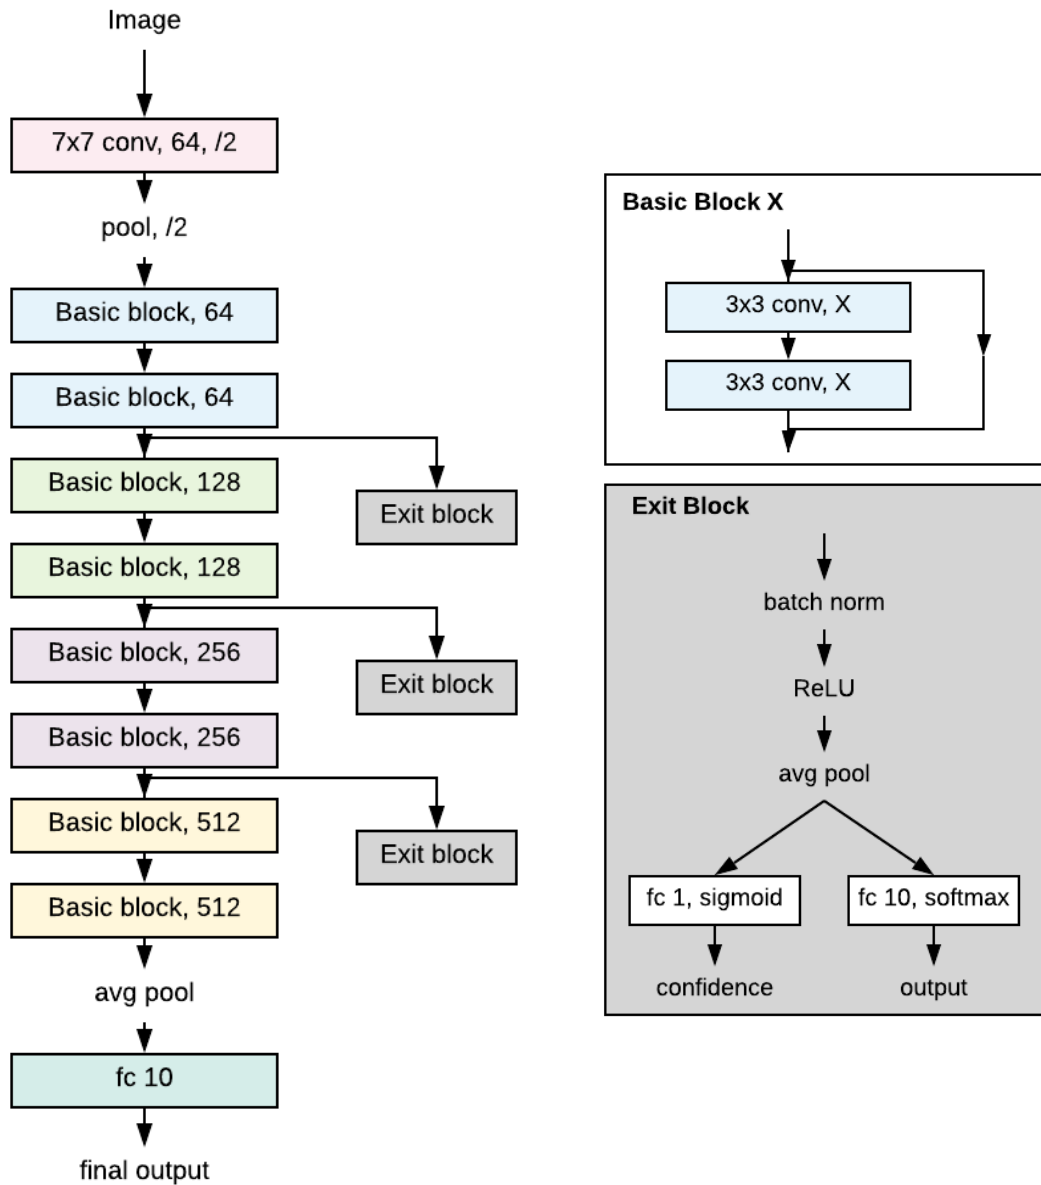 Image
7x7 conv, 64, /2
pool, /2
Basic block, 64
Basic block, 64
Basic block, 128
Exit block
Basic block, 128
Basic block, 256
Exit block
Basic block, 256
Basic block, 512
Exit block
Basic block, 512
avg pool
fc 10
final output
Basic Block X
3x3 conv, X
3x3 conv, X
Exit Block
batch norm
ReLU
avg pool
fc 1, sigmoid
fc 10, softmax
confidence
output